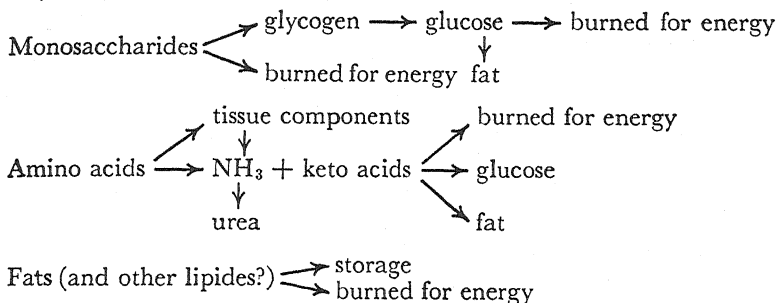 glycogen → glucose → burned for energy
Monosaccharides
burned for energy fat
tissue components burned for energy
Amino acids → NH₃ + keto acids → glucose
urea fat
Fats (and other lipides?) storage
burned for energy